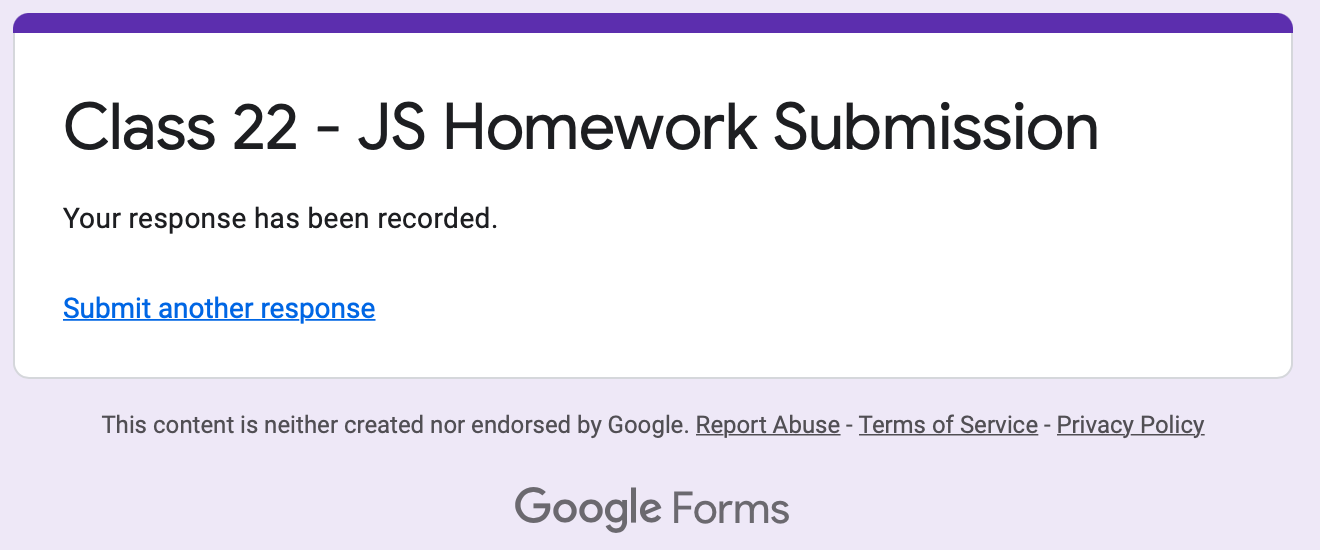 Class 22 - JS Homework Submission
Your response has been recorded.
Submit another response
This content is neither created nor endorsed by Google. Report Abuse - Terms of Service - Privacy Policy
Google Forms